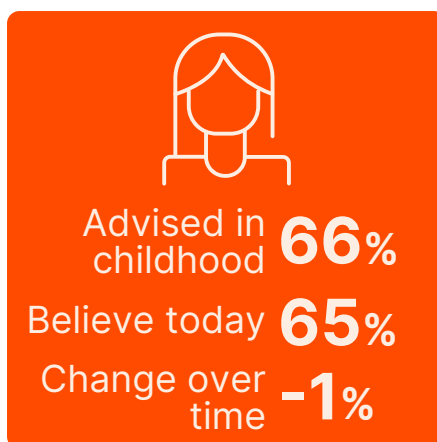 Advised in
childhood 66%
Believe today 65%
Change over
time -1%